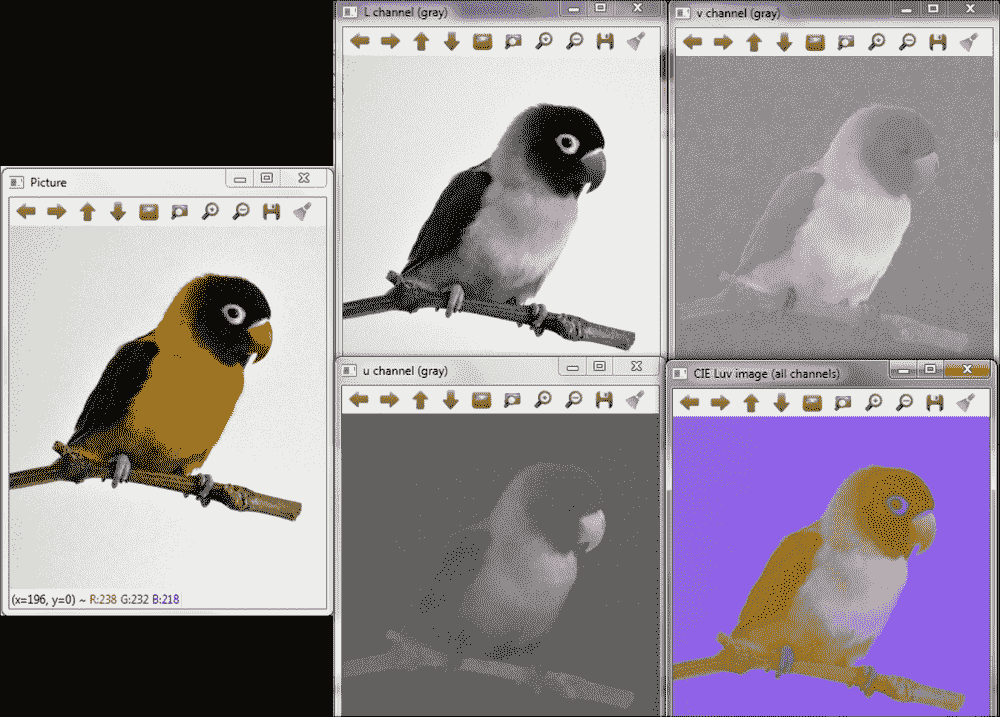 L channel (gray)
v channel (gray)
Picture
(x=196, y=0) ~ R:238 G:232 B:218
u channel (gray)
CIE Luv image (all channels)